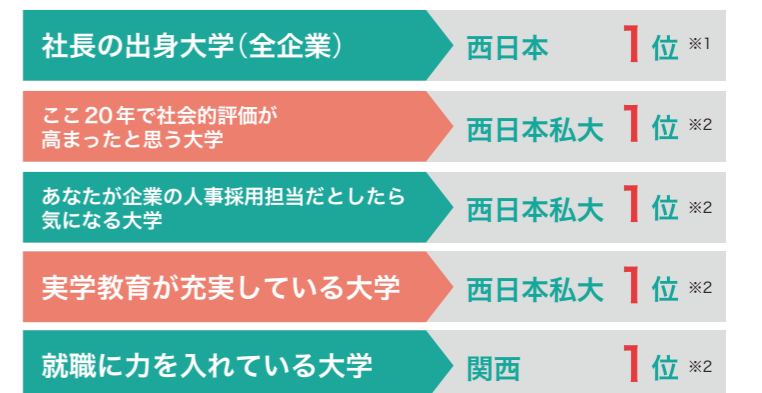 社長の出身大学(全企業) 西日本 1位 ※1
ここ20年で社会的評価が
高まったと思う大学 西日本私大 1位 ※2
あなたが企業の人事採用担当だとしたら
気になる大学 西日本私大 1位 ※2
実学教育が充実している大学 西日本私大 1位 ※2
就職に力を入れている大学 関西 1位 ※2